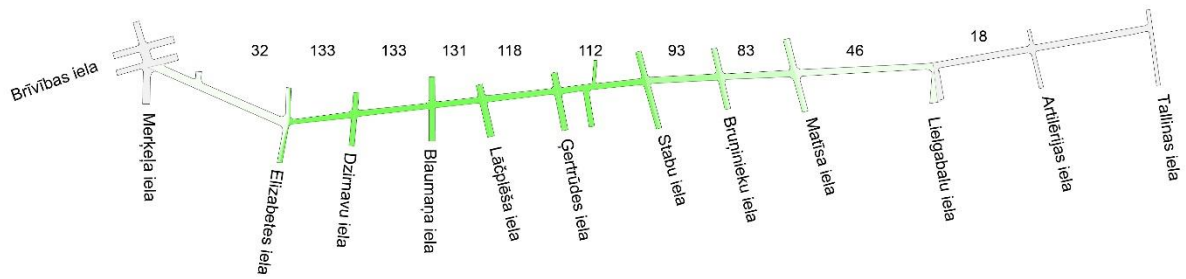 32
133
133
131
118
112
93
83
46
18
Brīvības iela
Merķeļa iela
Elizabetes iela
Dzirnavu iela
Blaumaņa iela
Lāčplēša iela
Ģertrūdes iela
Stabu iela
Bruņinieku iela
Matīsa iela
Lielgabalu iela
Artilērijas iela
Tallinas iela